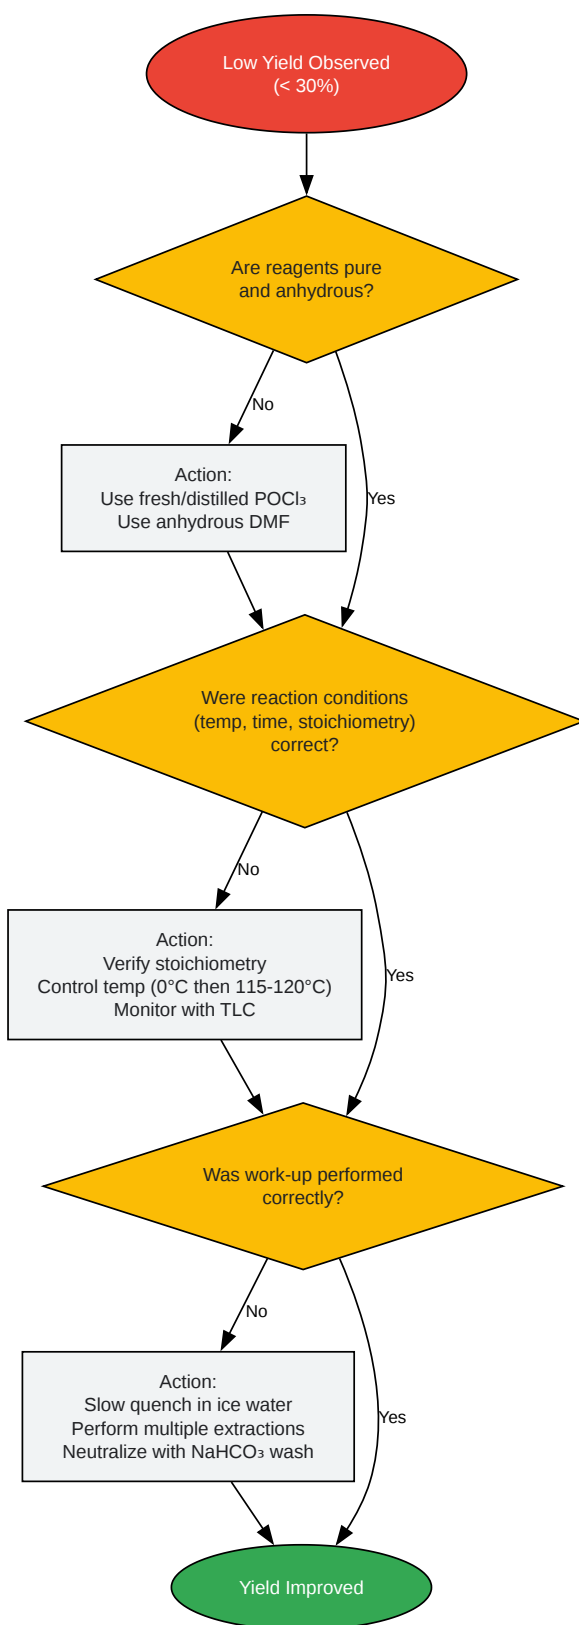 Low Yield Observed
(< 30%)
Are reagents pure
and anhydrous?
No
Action:
Use fresh/distilled POCl₃
Use anhydrous DMF
Yes
Were reaction conditions
(temp, time, stoichiometry)
correct?
No
Action:
Verify stoichiometry
Control temp (0°C then 115-120°C)
Monitor with TLC
Yes
Was work-up performed
correctly?
No
Action:
Slow quench in ice water
Perform multiple extractions
Neutralize with NaHCO₃ wash
Yes
Yield Improved